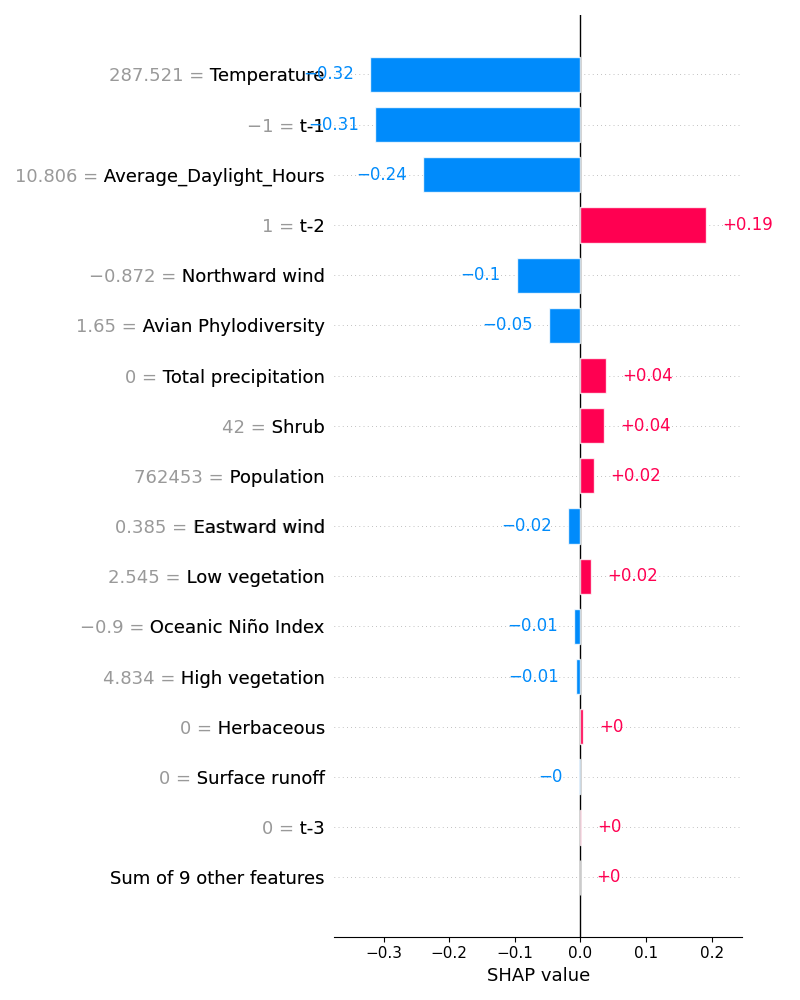 287.521 = Temperature −0.32
−1 = t-1 −0.31
10.806 = Average_Daylight_Hours −0.24
1 = t-2 +0.19
−0.872 = Northward wind −0.1
1.65 = Avian Phylodiversity −0.05
0 = Total precipitation +0.04
42 = Shrub +0.04
762453 = Population +0.02
0.385 = Eastward wind −0.02
2.545 = Low vegetation +0.02
−0.9 = Oceanic Niño Index −0.01
4.834 = High vegetation −0.01
0 = Herbaceous +0
0 = Surface runoff −0
0 = t-3 +0
Sum of 9 other features +0
−0.3 −0.2 −0.1 0.0 0.1 0.2
SHAP value